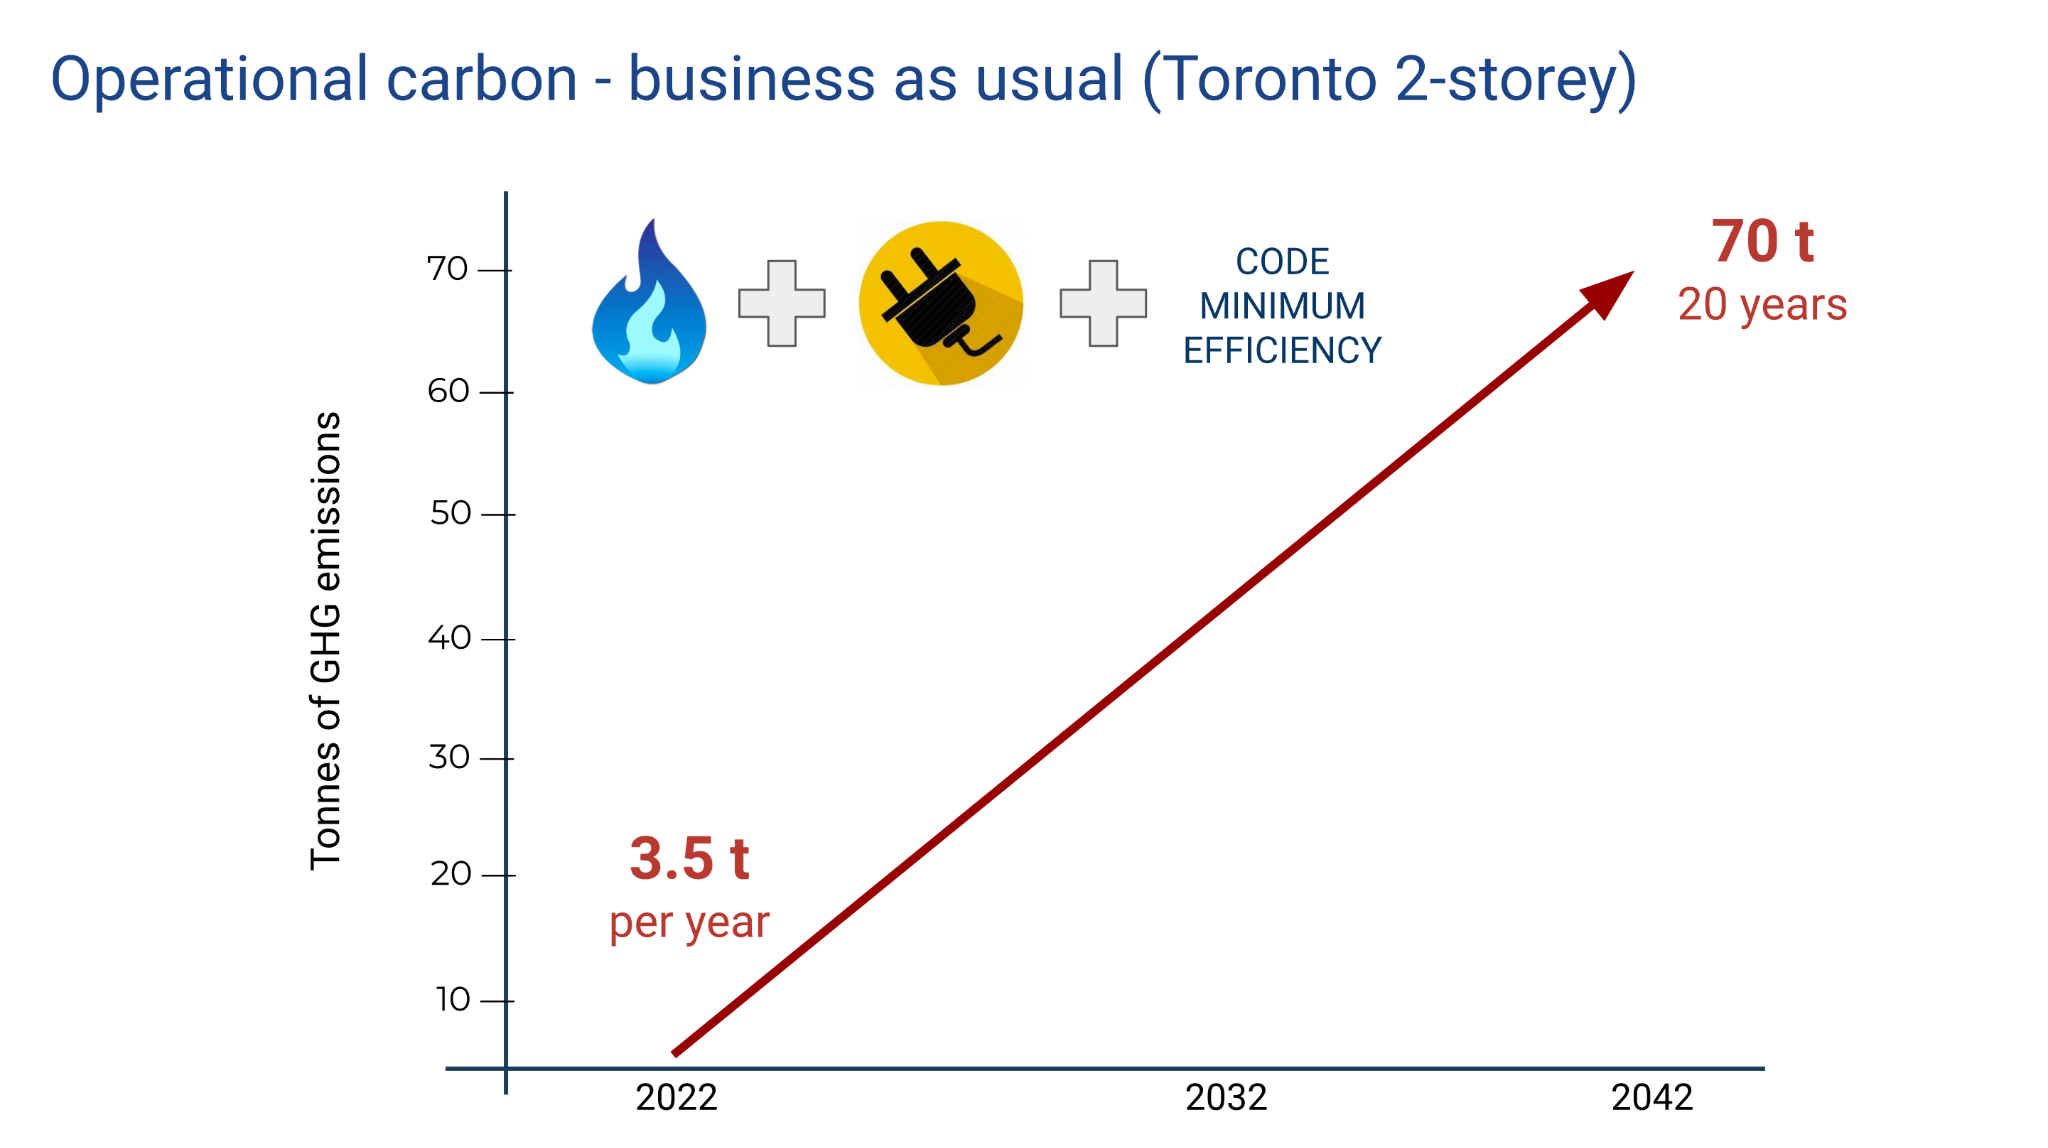 Operational carbon - business as usual (Toronto 2-storey)
70 t
20 years
CODE
MINIMUM
EFFICIENCY
3.5 t
per year
Tonnes of GHG emissions
70
60
50
40
30
20
10
2022
2032
2042